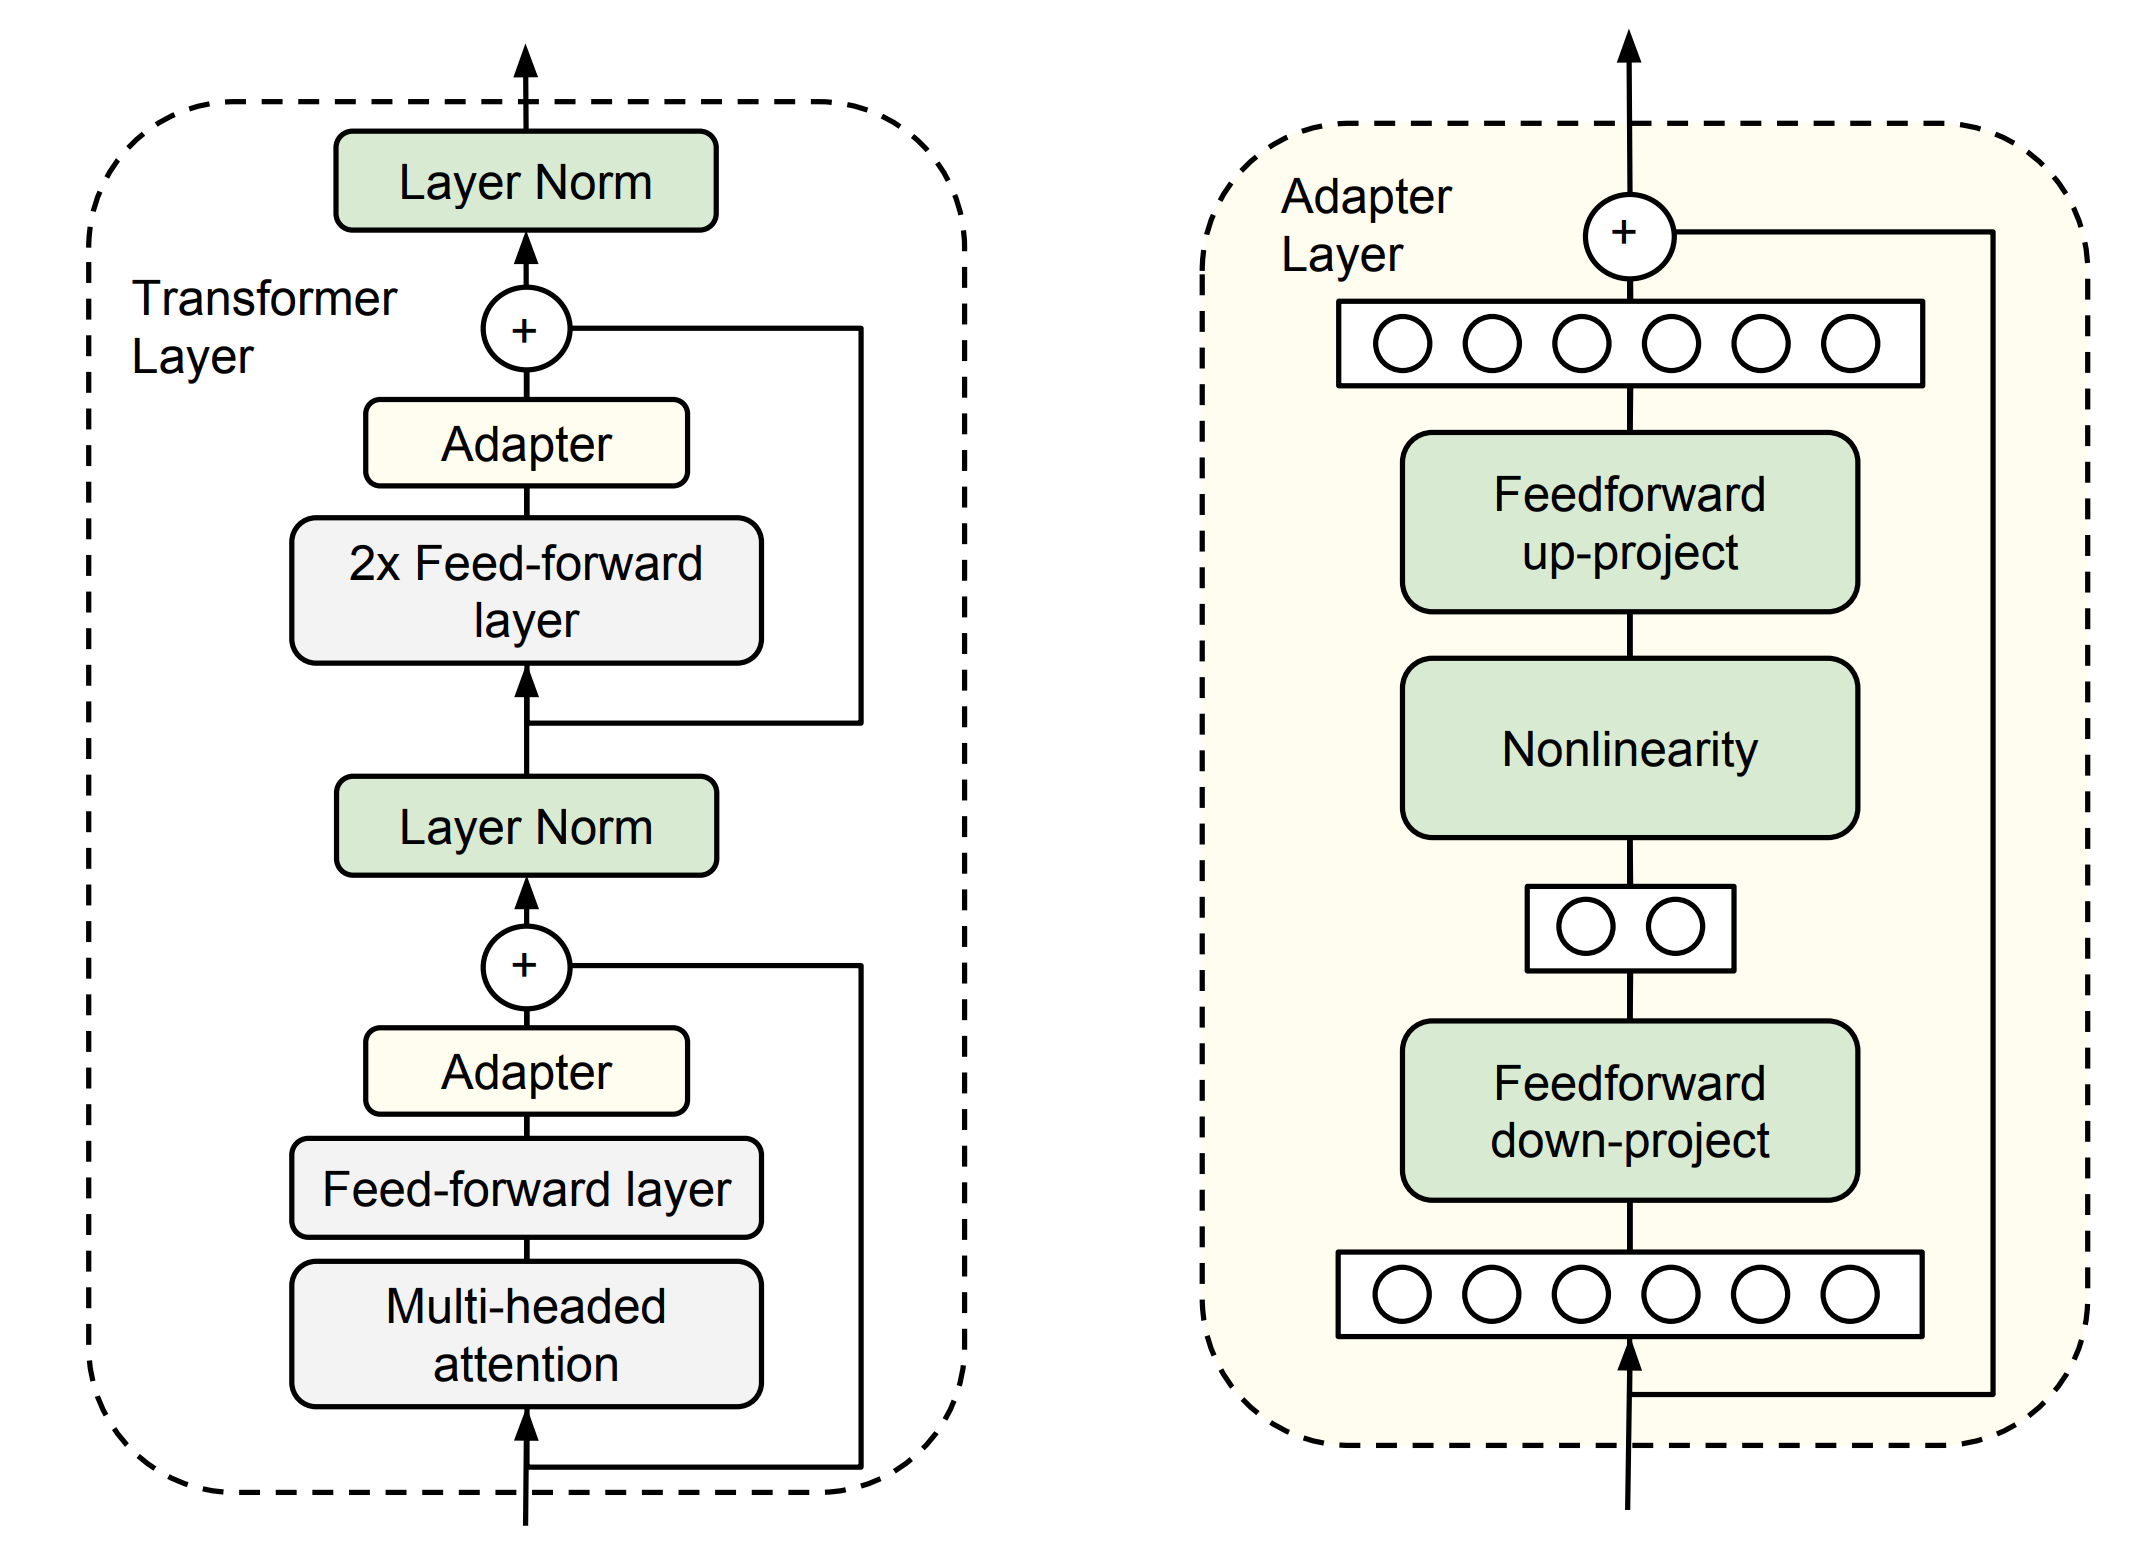 Layer Norm
Transformer
Layer
+
Adapter
2x Feed-forward
layer
Layer Norm
+
Adapter
Feed-forward layer
Multi-headed
attention
Adapter
Layer
+
Feedforward
up-project
Nonlinearity
Feedforward
down-project